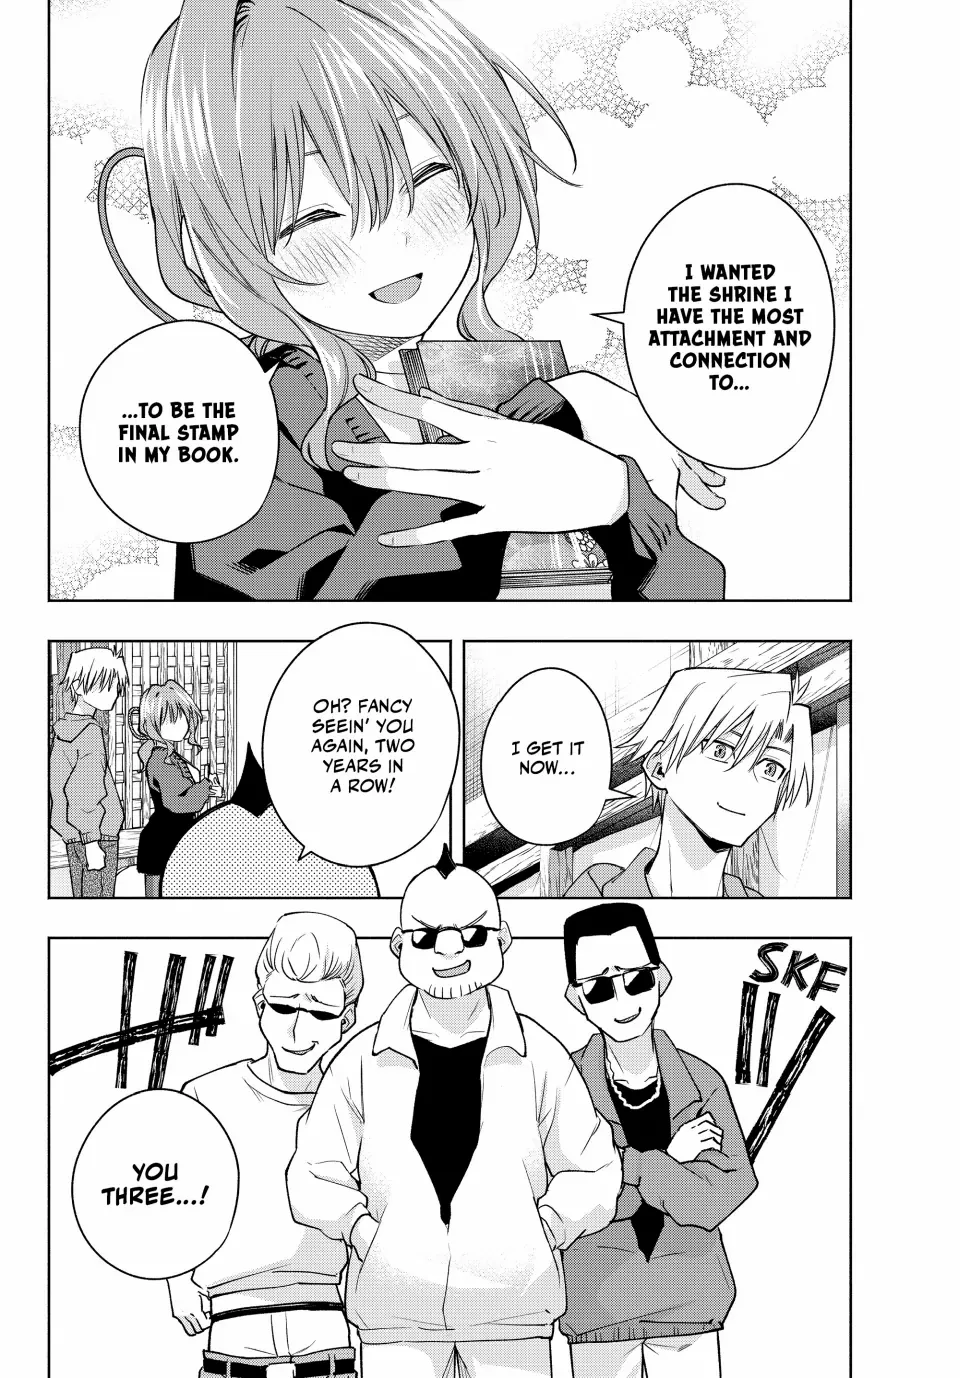 I WANTED
THE SHRINE I
HAVE THE MOST
ATTACHMENT AND
CONNECTION
TO...
...TO BE THE
FINAL STAMP
IN MY BOOK.
I GET IT
NOW...
OH? FANCY
SEEIN' YOU
AGAIN, TWO
YEARS IN
A ROW!
SKF
YOU
THREE...!